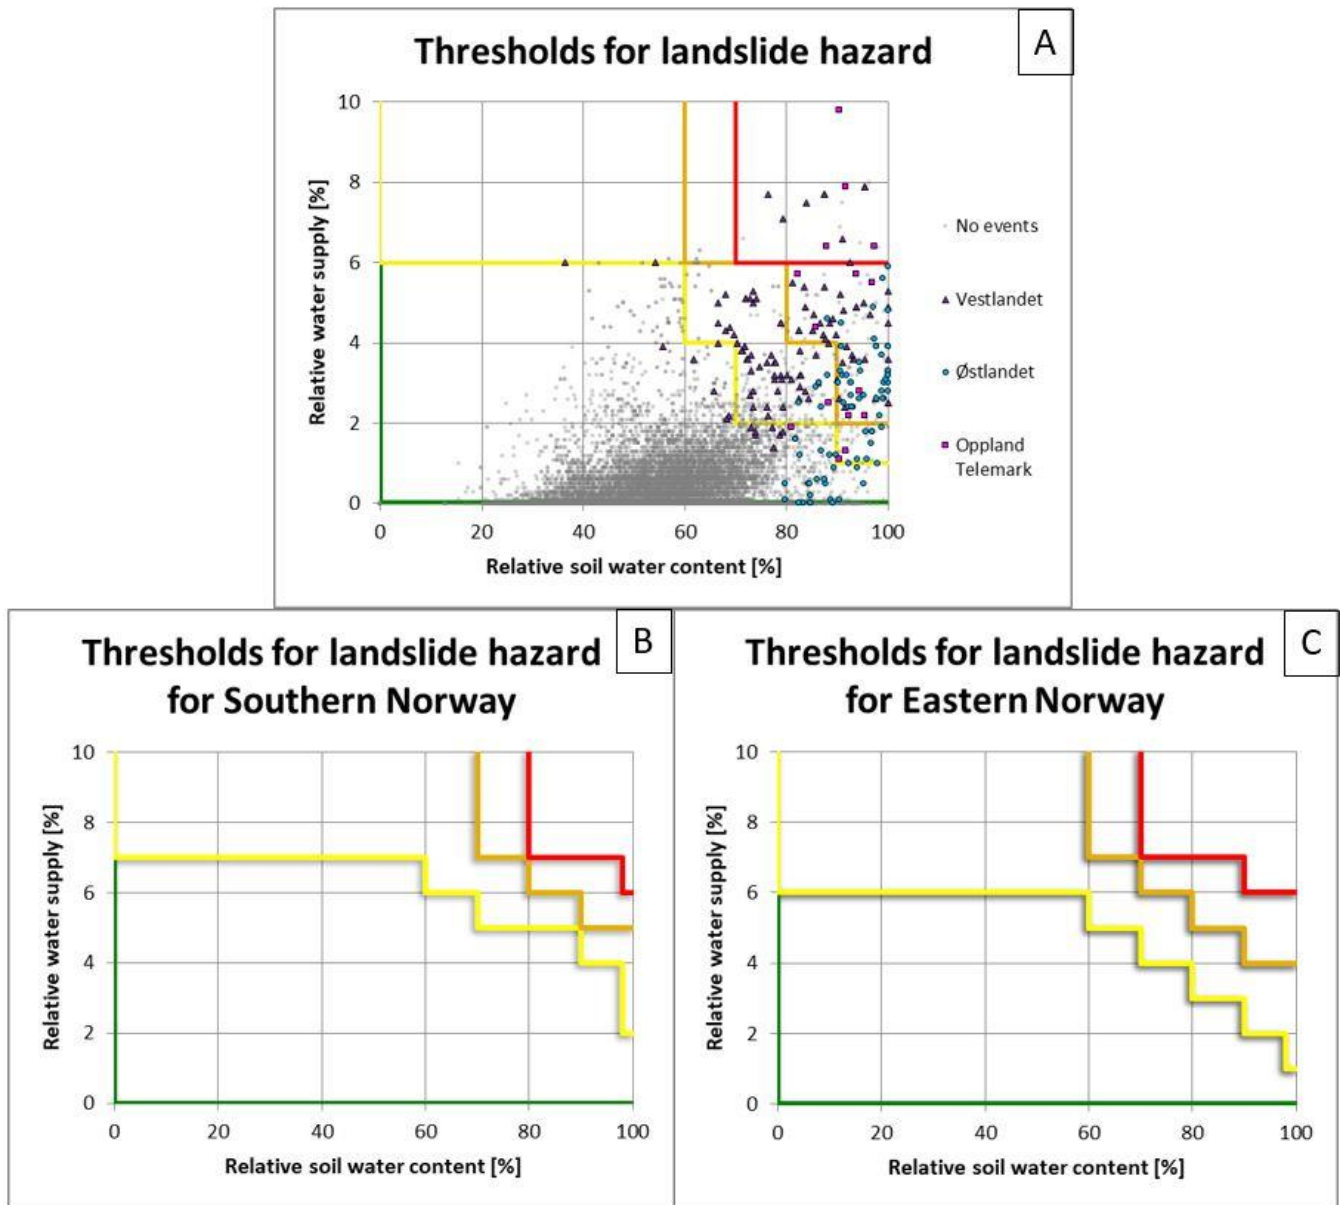 Thresholds for landslide hazard
A
10
8
6
4
2
0
0 20 40 60 80 100
Relative water supply [%]
Relative soil water content [%]
No events
Vestlandet
Østlandet
Oppland
Telemark
Thresholds for landslide hazard
for Southern Norway
B
10
8
6
4
2
0
0 20 40 60 80 100
Relative water supply [%]
Relative soil water content [%]
Thresholds for landslide hazard
for Eastern Norway
C
10
8
6
4
2
0
0 20 40 60 80 100
Relative water supply [%]
Relative soil water content [%]